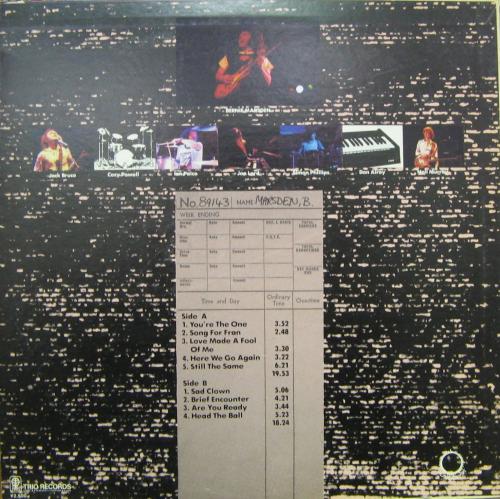 BERNIE MARSDEN
Jack Bruce
Cozy Powell
Ian Paice
Jon Lord
Simon Phillips
Don Airey
Neil Murray
No. 89143 NAME MARSDEN, B.
WEEK ENDING
Time and Day Ordinary Time Overtime
Side A
1. You're The One 3.52
2. Song For Fran 2.48
3. Love Made A Fool
Of Me 3.30
4. Here We Go Again 3.22
5. Still The Same 6.21
19.53
Side B
1. Sad Clown 5.06
2. Brief Encounter 4.21
3. Are You Ready 3.44
4. Head The Ball 5.23
18.24
TRIO RECORDS